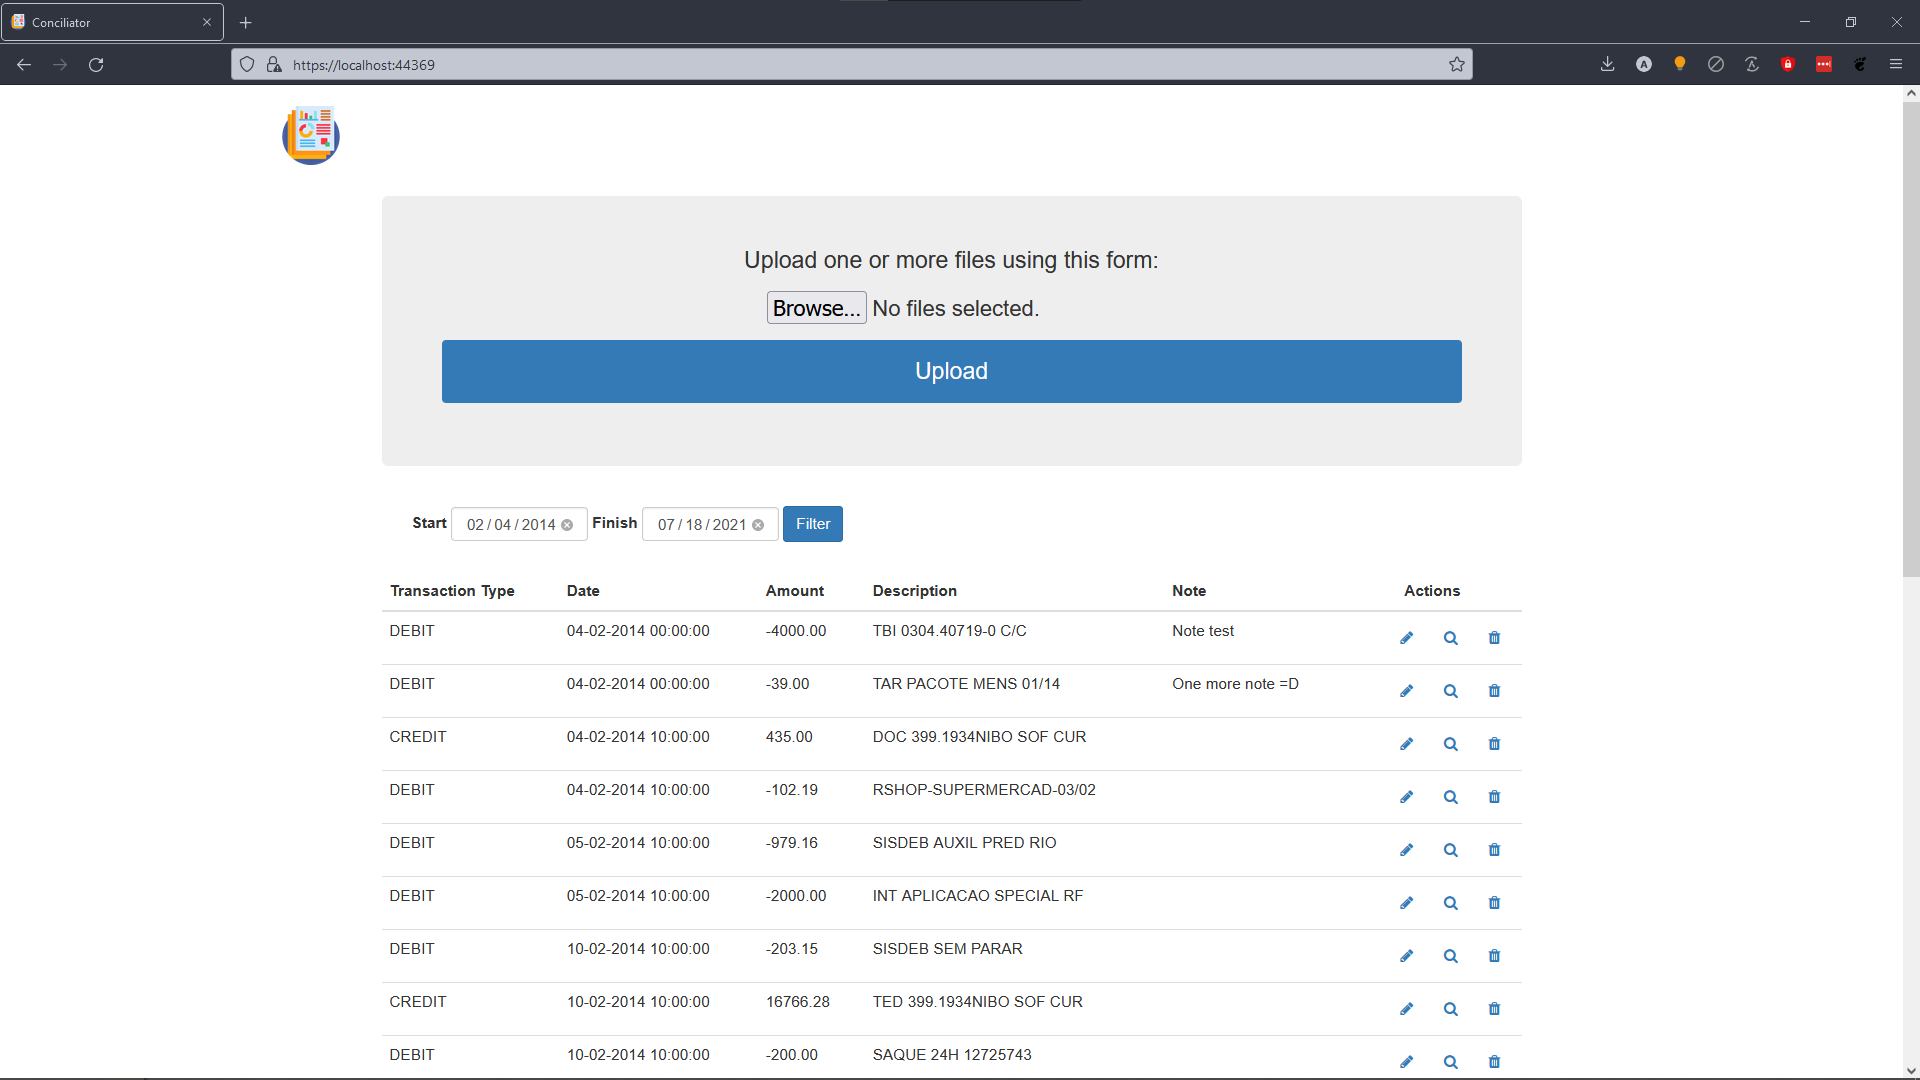 Conciliator
https://localhost:44369
Upload one or more files using this form:
Browse... No files selected.
Upload
Start 02 / 04 / 2014 Finish 07 / 18 / 2021 Filter
Transaction Type Date Amount Description Note Actions
DEBIT 04-02-2014 00:00:00 -4000.00 TBI 0304.40719-0 C/C Note test
DEBIT 04-02-2014 00:00:00 -39.00 TAR PACOTE MENS 01/14 One more note =D
CREDIT 04-02-2014 10:00:00 435.00 DOC 399.1934NIBO SOF CUR
DEBIT 04-02-2014 10:00:00 -102.19 RSHOP-SUPERMERCAD-03/02
DEBIT 05-02-2014 10:00:00 -979.16 SISDEB AUXIL PRED RIO
DEBIT 05-02-2014 10:00:00 -2000.00 INT APLICACAO SPECIAL RF
DEBIT 10-02-2014 10:00:00 -203.15 SISDEB SEM PARAR
CREDIT 10-02-2014 10:00:00 16766.28 TED 399.1934NIBO SOF CUR
DEBIT 10-02-2014 10:00:00 -200.00 SAQUE 24H 12725743